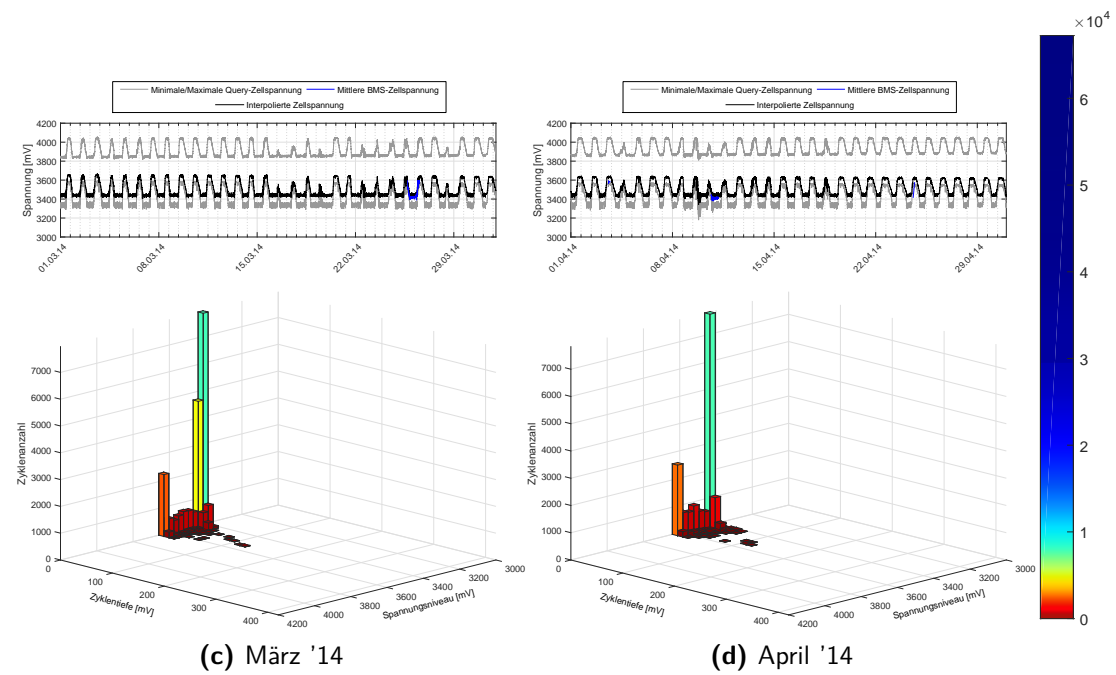 ×10⁴
6
5
4
3
2
1
0
Minimale/Maximale Query-Zellspannung Mittlere BMS-Zellspannung
Interpolierte Zellspannung
Spannung [mV]
4200
4000
3800
3600
3400
3200
3000
01.03.14 08.03.14 15.03.14 22.03.14 29.03.14
Minimale/Maximale Query-Zellspannung Mittlere BMS-Zellspannung
Interpolierte Zellspannung
Spannung [mV]
4200
4000
3800
3600
3400
3200
3000
01.04.14 08.04.14 15.04.14 22.04.14 29.04.14
Zyklenanzahl
7000
6000
5000
4000
3000
2000
1000
0
0 100 200 300 400
Zyklentiefe [mV]
4200 4000 3800 3600 3400 3200 3000
Spannungsniveau [mV]
(c) März '14
Zyklenanzahl
7000
6000
5000
4000
3000
2000
1000
0
0 100 200 300 400
Zyklentiefe [mV]
4200 4000 3800 3600 3400 3200 3000
Spannungsniveau [mV]
(d) April '14